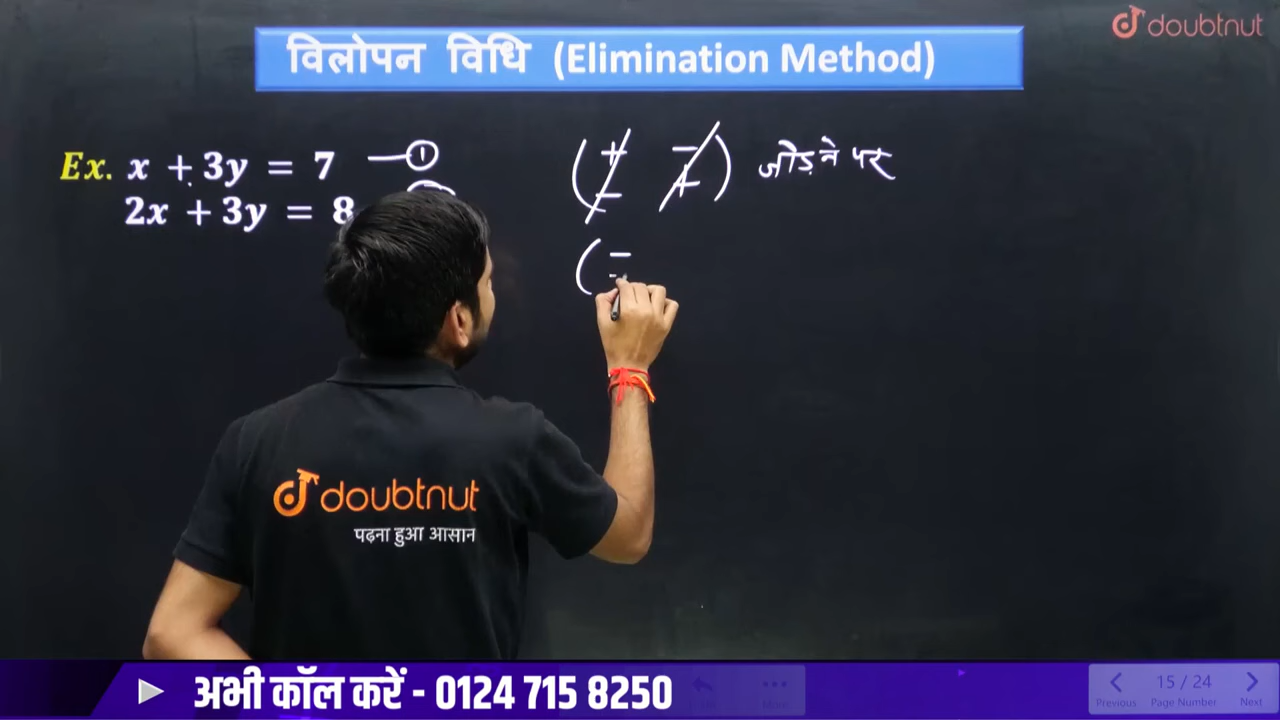 doubtnut
विलोपन विधि (Elimination Method)
Ex. x + 3y = 7 — ①
2x + 3y = 8
(+ - - +) जोड़ने पर
( - -
doubtnut
पढ़ना हुआ आसान
अभी कॉल करें - 0124 715 8250
15 / 24
Previous Page Number Next